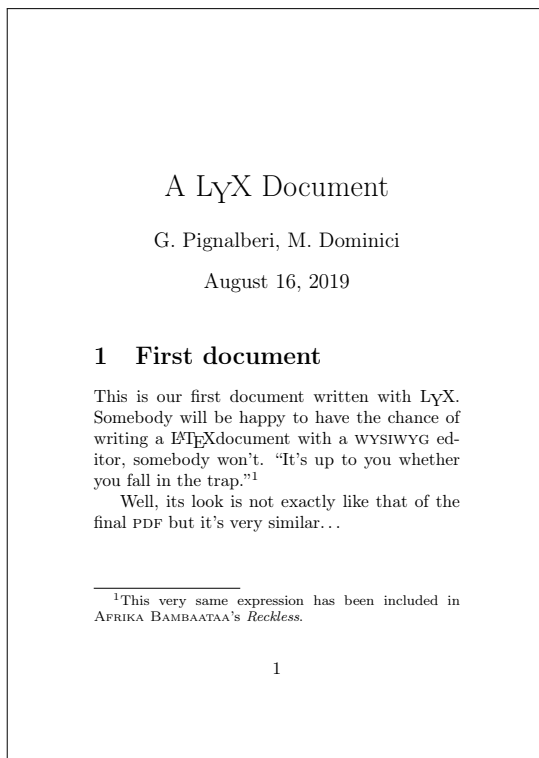 A LyX Document
G. Pignalberi, M. Dominici
August 16, 2019
1 First document
This is our first document written with LyX.
Somebody will be happy to have the chance of
writing a LATEXdocument with a WYSIWYG ed-
itor, somebody won't. “It's up to you whether
you fall in the trap.”¹
Well, its look is not exactly like that of the
final PDF but it's very similar…
¹This very same expression has been included in
AFRIKA BAMBAATAA's Reckless.
1